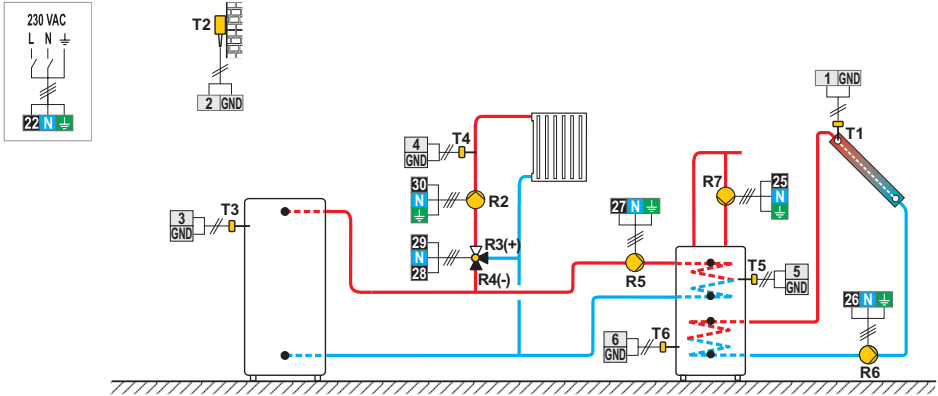 230 VAC
L N
22 N
T2
2 GND
3
GND
T3
4
GND
T4
30
N
R2
29
N
28
R3(+)
R4(-)
27 N
R5
R7
25
N
1 GND
T1
T5
5
GND
6
GND
T6
26 N
R6